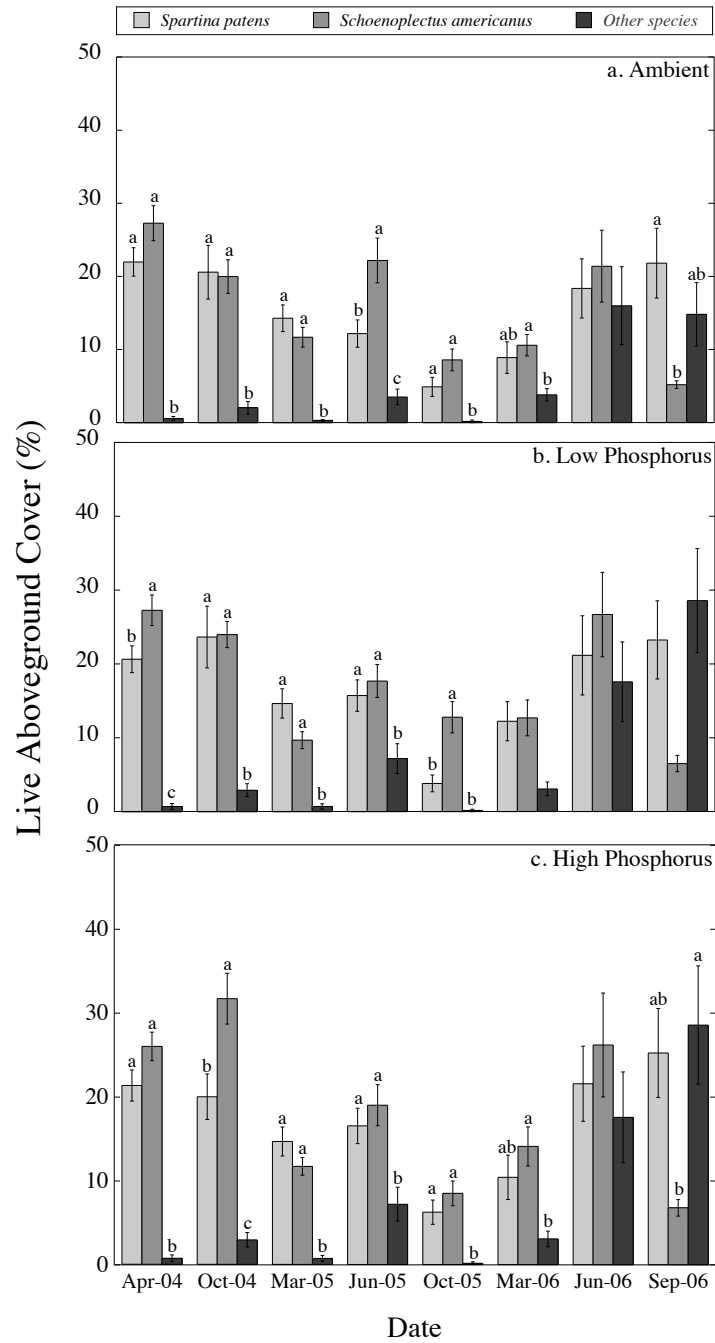 Spartina patens Schoenoplectus americanus Other species
a. Ambient
50
40
30
20
10
0
a a b
a a b
a a b
b a c
a a b
ab a b
a b ab
b. Low Phosphorus
50
40
30
20
10
0
b a c
a a b
a a b
a a b
b a b
c. High Phosphorus
50
40
30
20
10
0
a a b
b a c
a a b
a a b
a a b
ab a b
ab b a
Apr-04 Oct-04 Mar-05 Jun-05 Oct-05 Mar-06 Jun-06 Sep-06
Date
Live Aboveground Cover (%)